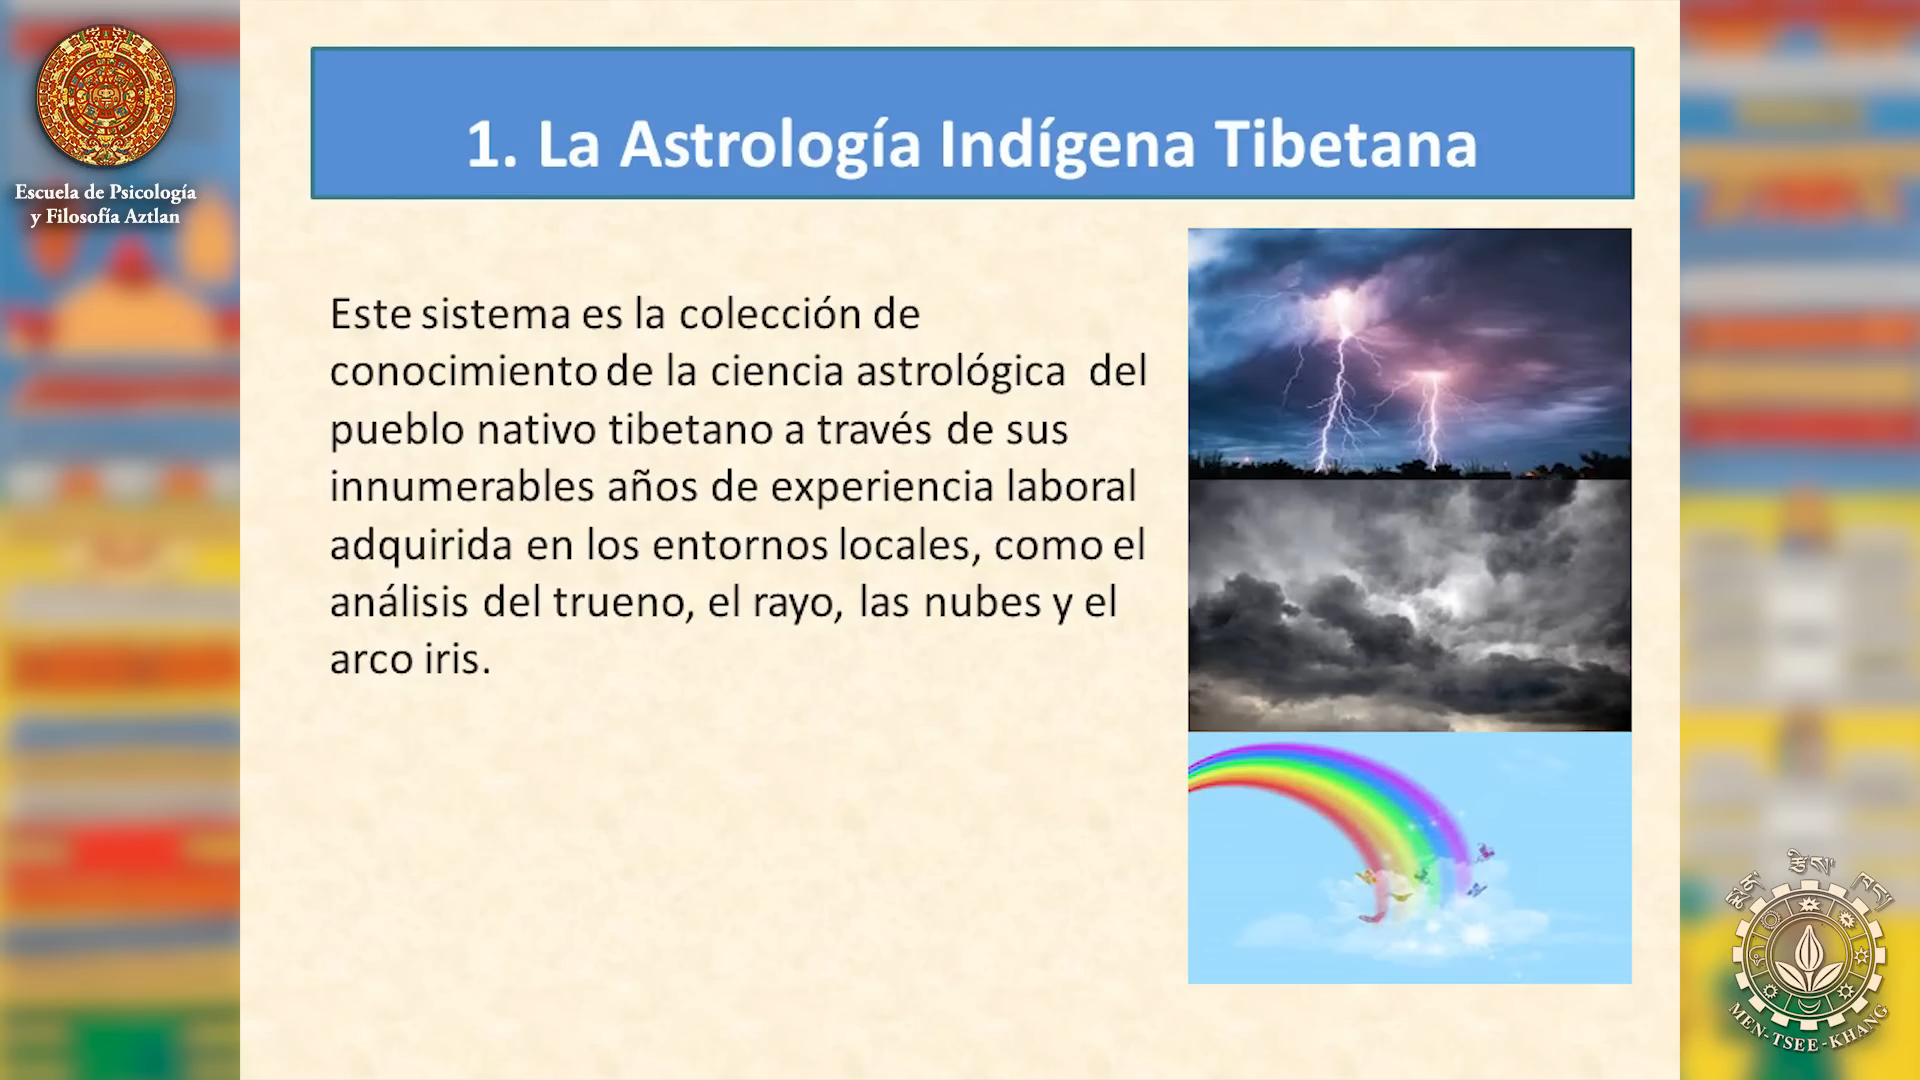 Escuela de Psicología
y Filosofía Aztlan
1. La Astrología Indígena Tibetana
Este sistema es la colección de
conocimiento de la ciencia astrológica del
pueblo nativo tibetano a través de sus
innumerables años de experiencia laboral
adquirida en los entornos locales, como el
análisis del trueno, el rayo, las nubes y el
arco iris.
སྨན་ རྩིས་ ཁང་
MEN-TSEE-KHANG